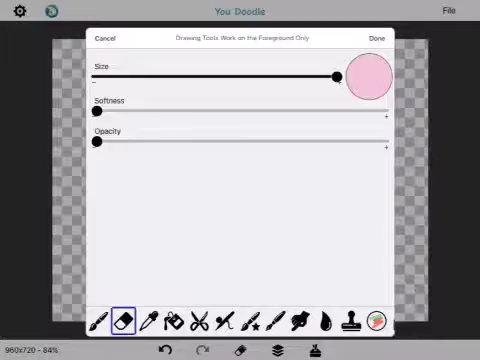 You Doodle
File
Cancel
Drawing Tools Work on the Foreground Only
Done
Size
Softness
Opacity
960x720 - 84%